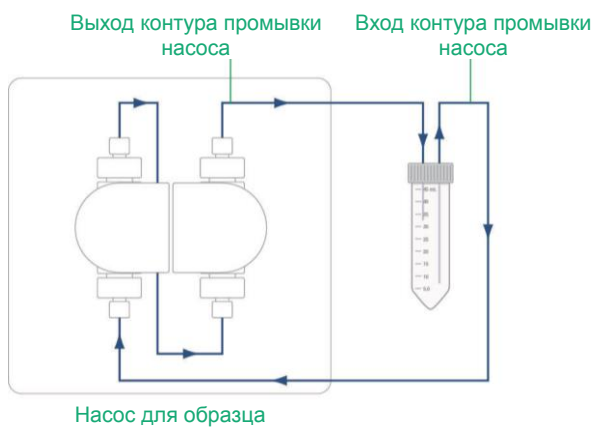 Выход контура промывки
насоса
Вход контура промывки
насоса
Насос для образца